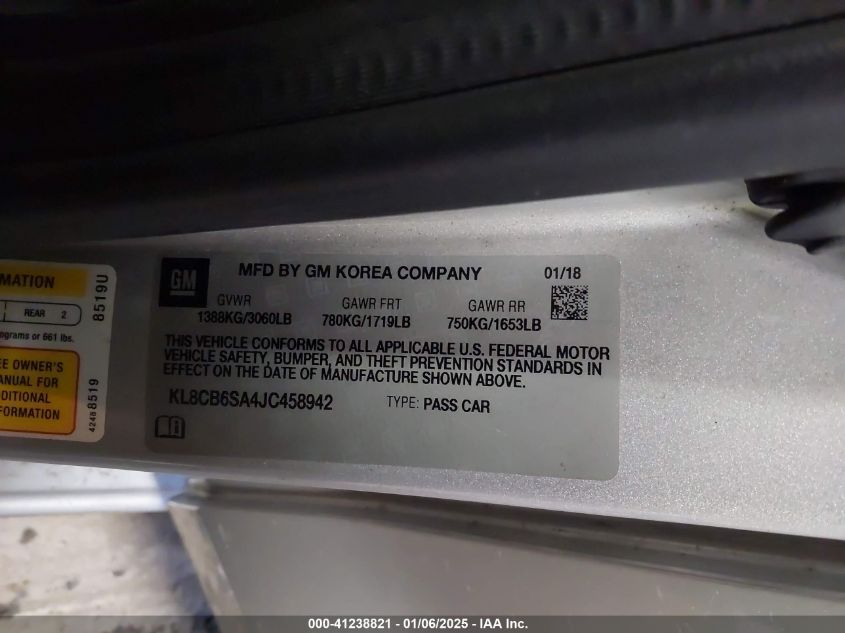 MATION
REAR 2
ograms or 661 lbs.
EE OWNER'S
ANUAL FOR
DITIONAL
FORMATION
8519U
42488519
GM
MFD BY GM KOREA COMPANY 01/18
GVWR GAWR FRT GAWR RR
1388KG/3060LB 780KG/1719LB 750KG/1653LB
THIS VEHICLE CONFORMS TO ALL APPLICABLE U.S. FEDERAL MOTOR
VEHICLE SAFETY, BUMPER, AND THEFT PREVENTION STANDARDS IN
EFFECT ON THE DATE OF MANUFACTURE SHOWN ABOVE.
KL8CB6SA4JC458942 TYPE: PASS CAR
000-41238821 - 01/06/2025 - IAA Inc.